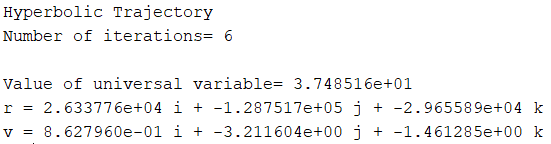 Hyperbolic Trajectory
Number of iterations= 6
Value of universal variable= 3.748516e+01
r = 2.633776e+04 i + -1.287517e+05 j + -2.965589e+04 k
v = 8.627960e-01 i + -3.211604e+00 j + -1.461285e+00 k